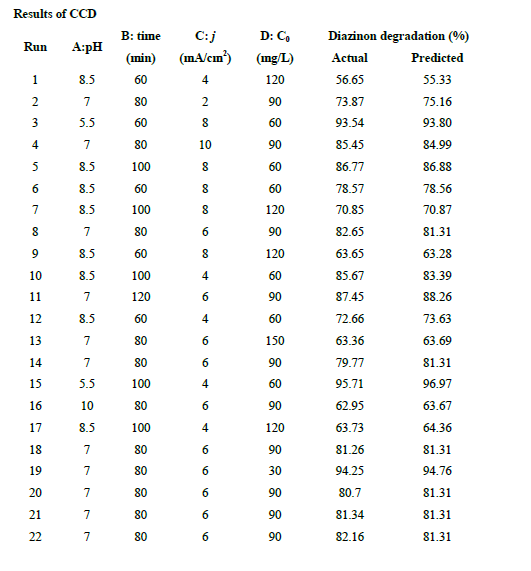 Results of CCD
Run A:pH B: time (min) C: j (mA/cm²) D: C₀ (mg/L) Diazinon degradation (%)
Actual Predicted
1 8.5 60 4 120 56.65 55.33
2 7 80 2 90 73.87 75.16
3 5.5 60 8 60 93.54 93.80
4 7 80 10 90 85.45 84.99
5 8.5 100 8 60 86.77 86.88
6 8.5 60 8 60 78.57 78.56
7 8.5 100 8 120 70.85 70.87
8 7 80 6 90 82.65 81.31
9 8.5 60 8 120 63.65 63.28
10 8.5 100 4 60 85.67 83.39
11 7 120 6 90 87.45 88.26
12 8.5 60 4 60 72.66 73.63
13 7 80 6 150 63.36 63.69
14 7 80 6 90 79.77 81.31
15 5.5 100 4 60 95.71 96.97
16 10 80 6 90 62.95 63.67
17 8.5 100 4 120 63.73 64.36
18 7 80 6 90 81.26 81.31
19 7 80 6 30 94.25 94.76
20 7 80 6 90 80.7 81.31
21 7 80 6 90 81.34 81.31
22 7 80 6 90 82.16 81.31